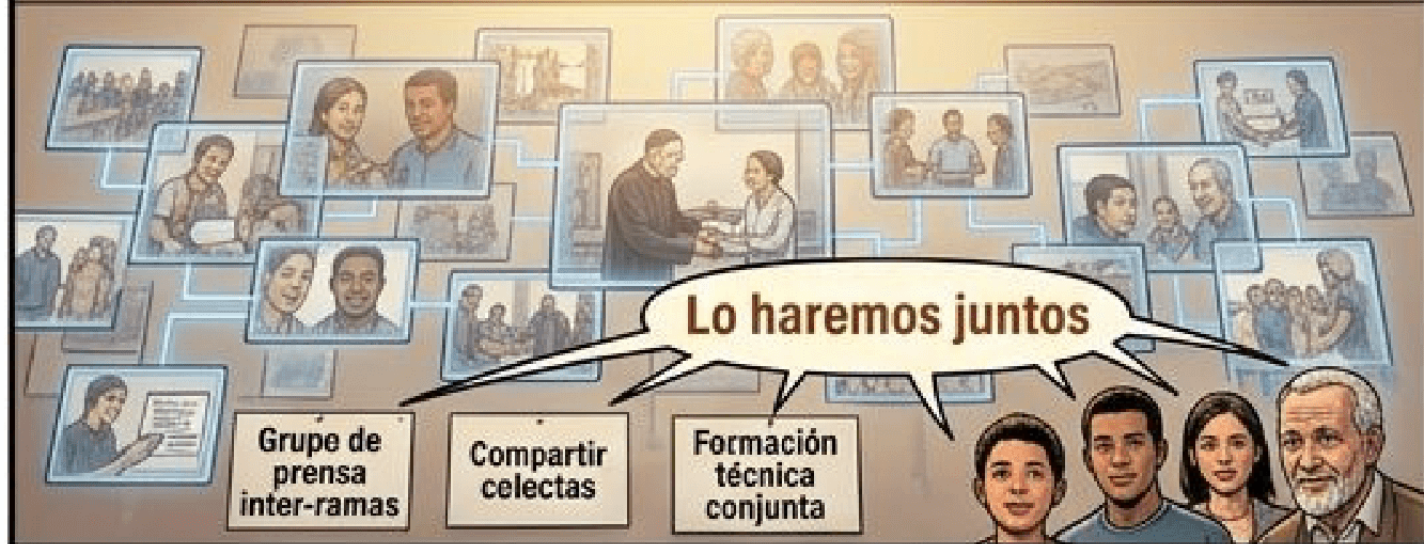 Lo haremos juntos
Grupe de
prensa
inter-ramas
Compartir
celectas
Formación
técnica
conjunta